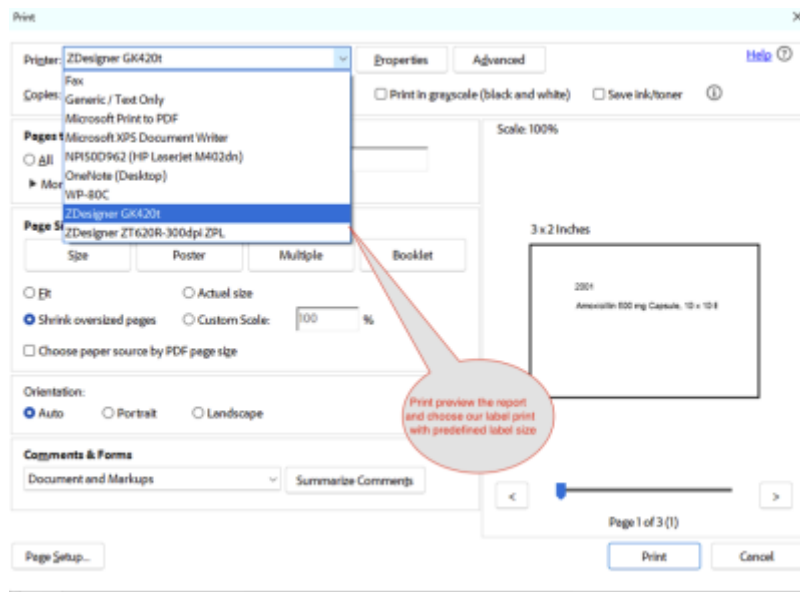 Print
Printer: ZDesigner GK420t
Properties
Advanced
Help
Fax
Generic / Text Only
Microsoft Print to PDF
Microsoft XPS Document Writer
NPI50D962 (HP LaserJet M402dn)
OneNote (Desktop)
WP-80C
ZDesigner GK420t
ZDesigner ZT620R-300dpi ZPL
Copies:
Print in grayscale (black and white)
Save ink/toner
Pages t
All
Mor
Scale: 100%
Page Si
Size
Poster
Multiple
Booklet
3 x 2 Inches
2001
Amoxicillin 500 mg Capsule, 10 x 10
Fit
Actual size
Shrink oversized pages
Custom Scale:
100
%
Choose paper source by PDF page size
Orientation:
Auto
Portrait
Landscape
Print preview the report
and choose our label print
with predefined label size
Comments & Forms
Document and Markups
Summarize Comments
<
>
Page 1 of 3 (1)
Page Setup...
Print
Cancel